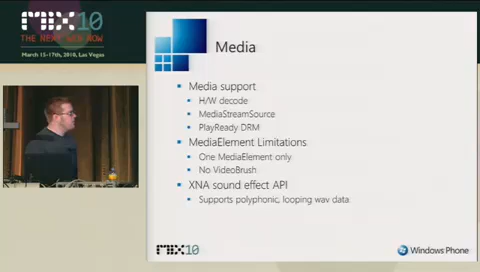 MIX10
THE NEXT WEB NOW
March 15-17th, 2010, Las Vegas
Media
Media support
H/W decode
MediaStreamSource
PlayReady DRM
MediaElement Limitations
One MediaElement only
No VideoBrush
XNA sound effect API
Supports polyphonic, looping wav data
MIX10
Windows Phone